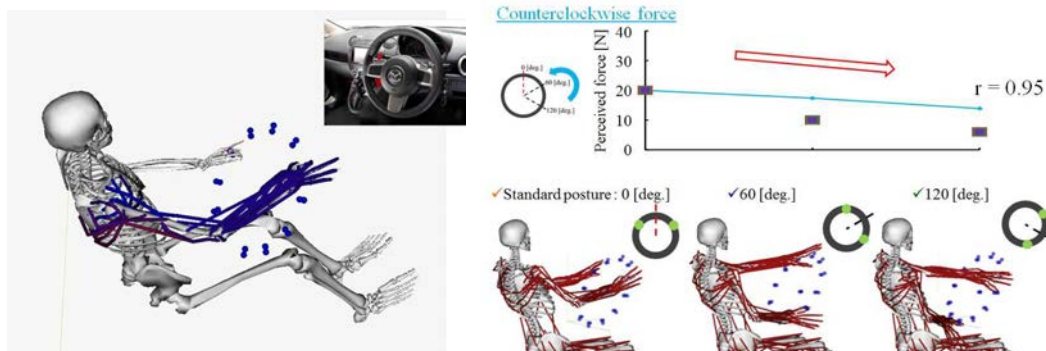 Counterclockwise force
Perceived force [N]
40
30
20
10
0
0 [deg.]
60 [deg.]
120 [deg.]
r = 0.95
✓Standard posture : 0 [deg.]
✓60 [deg.]
✓120 [deg.]